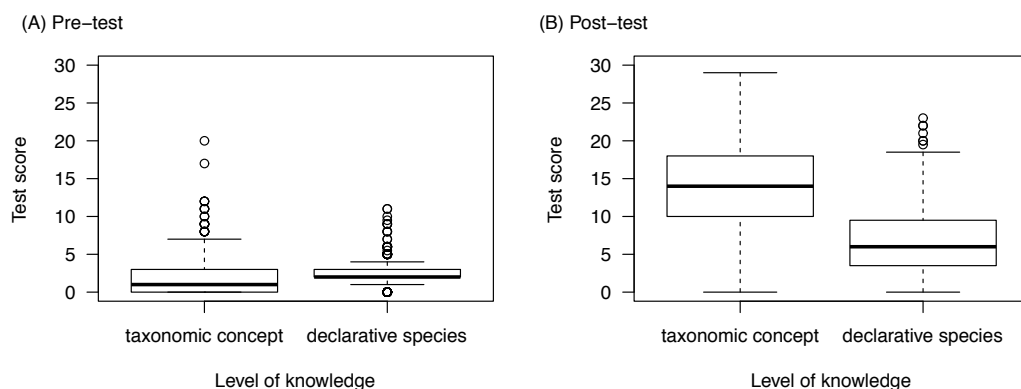 (A) Pre−test
30
25
20
15
10
5
0
Test score
taxonomic concept declarative species
Level of knowledge
(B) Post−test
30
25
20
15
10
5
0
Test score
taxonomic concept declarative species
Level of knowledge